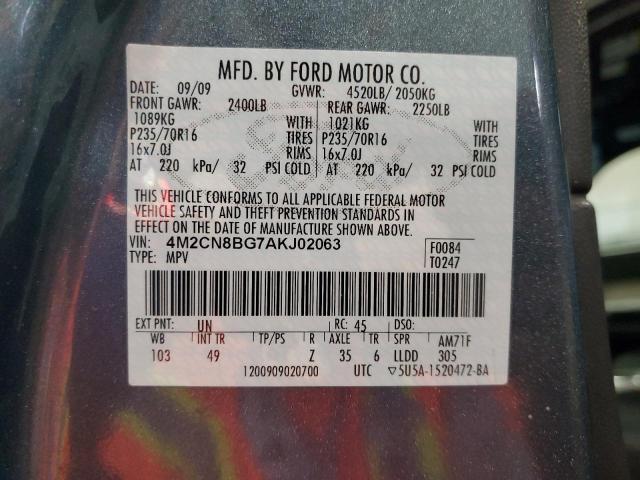 MFD. BY FORD MOTOR CO.
DATE: 09/09 GVWR: 4520LB/ 2050KG
FRONT GAWR: 2400LB REAR GAWR: 2250LB
1089KG WITH 1021KG WITH
P235/70R16 TIRES P235/70R16 TIRES
16x7.0J RIMS 16x7.0J RIMS
AT 220 kPa/ 32 PSI COLD AT 220 kPa/ 32 PSI COLD
THIS VEHICLE CONFORMS TO ALL APPLICABLE FEDERAL MOTOR
VEHICLE SAFETY AND THEFT PREVENTION STANDARDS IN
EFFECT ON THE DATE OF MANUFACTURE SHOWN ABOVE.
VIN: 4M2CN8BG7AKJ02063 F0084
TYPE: MPV T0247
EXT PNT: UN RC: 45 DSO:
WB INT TR TP/PS R AXLE TR SPR AM71F
103 49 Z 35 6 LLDD 305
1200909020700 UTC ▽5U5A-1520472-BA